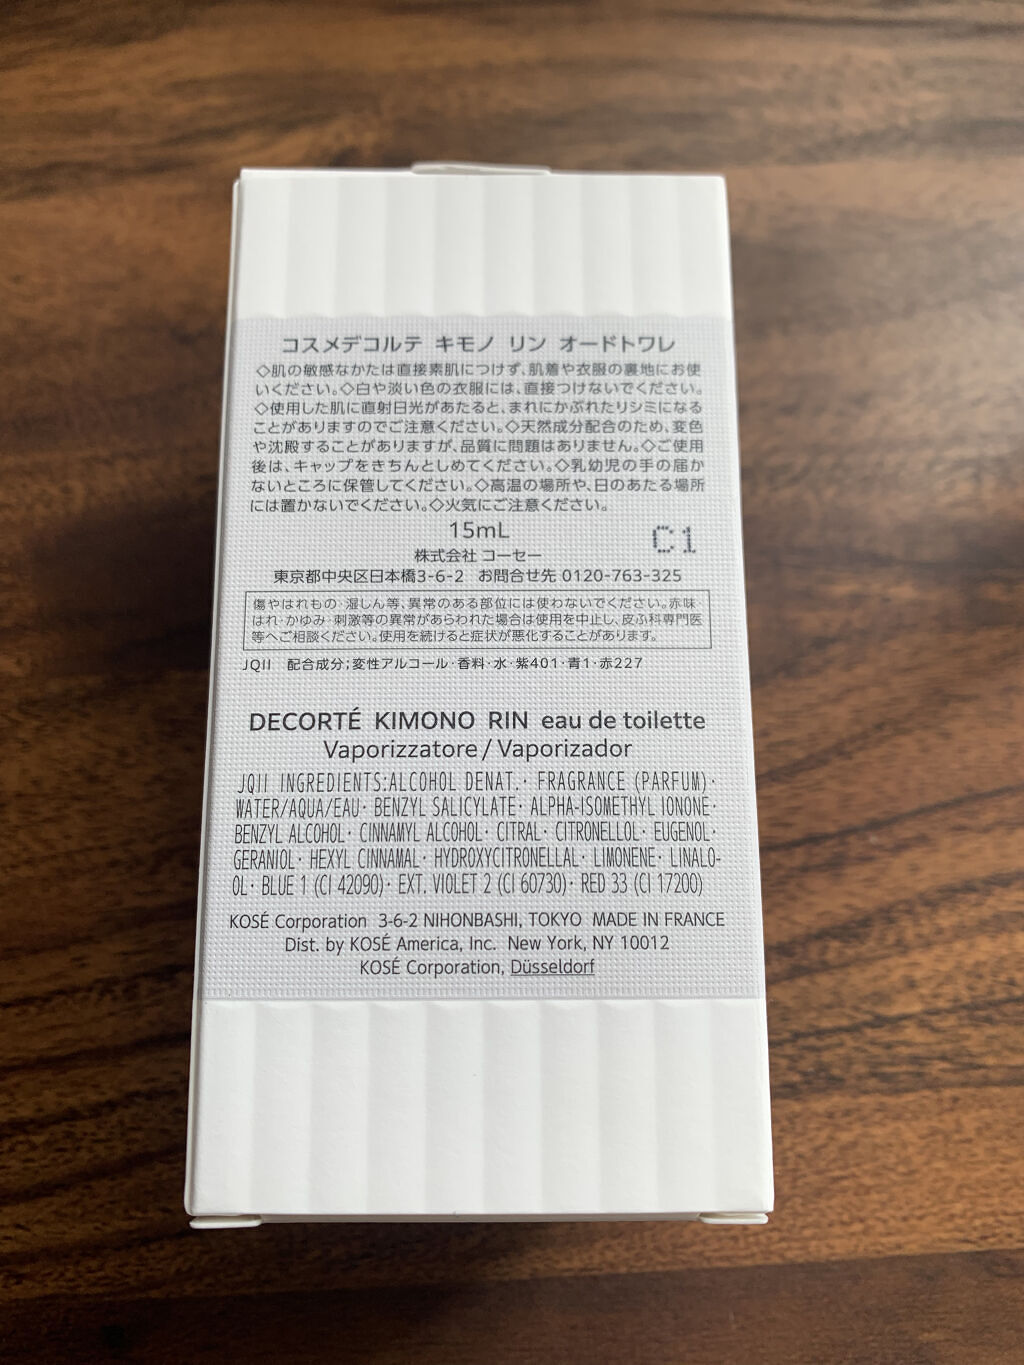 コスメデコルテ キモノ リン オードトワレ
◇肌の敏感なかたは直接素肌につけず、肌着や衣服の裏地にお使
いください。◇白や淡い色の衣服には、直接つけないでください。
◇使用した肌に直射日光があたると、まれにかぶれたりシミになる
ことがありますのでご注意ください。◇天然成分配合のため、変色
や沈殿することがありますが、品質に問題はありません。◇ご使用
後は、キャップをきちんとしめてください。◇乳幼児の手の届か
ないところに保管してください。◇高温の場所や、日のあたる場所
には置かないでください。◇火気にご注意ください。
15mL
C1
株式会社 コーセー
東京都中央区日本橋3-6-2 お問合せ先 0120-763-325
傷やはれもの・湿しん等、異常のある部位には使わないでください。赤味・
はれ・かゆみ・刺激等の異常があらわれた場合は使用を中止し、皮ふ科専門医
等へご相談ください。使用を続けると症状が悪化することがあります。
JQII 配合成分;変性アルコール・香料・水・紫401・青1・赤227
DECORTÉ KIMONO RIN eau de toilette
Vaporizzatore / Vaporizador
JQII INGREDIENTS:ALCOHOL DENAT.・ FRAGRANCE (PARFUM)・
WATER/AQUA/EAU・ BENZYL SALICYLATE・ ALPHA-ISOMETHYL IONONE・
BENZYL ALCOHOL・ CINNAMYL ALCOHOL・ CITRAL・ CITRONELLOL・ EUGENOL・
GERANIOL・ HEXYL CINNAMAL・ HYDROXYCITRONELLAL・ LIMONENE・ LINALO-
OL・ BLUE 1 (CI 42090)・ EXT. VIOLET 2 (CI 60730)・ RED 33 (CI 17200)
KOSÉ Corporation 3-6-2 NIHONBASHI, TOKYO MADE IN FRANCE
Dist. by KOSÉ America, Inc. New York, NY 10012
KOSÉ Corporation, Düsseldorf